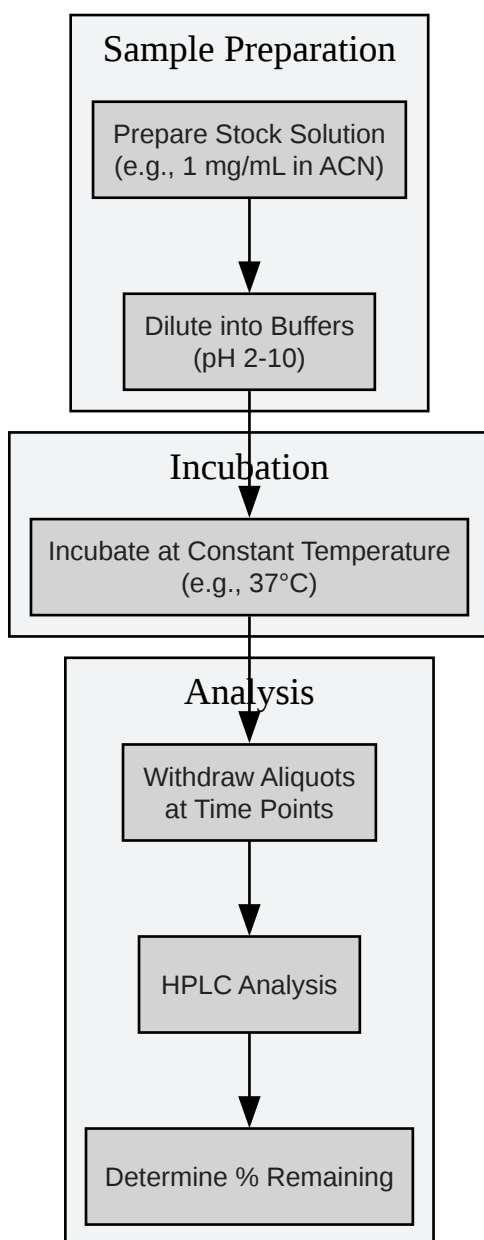 Sample Preparation
Prepare Stock Solution
(e.g., 1 mg/mL in ACN)
Dilute into Buffers
(pH 2-10)
Incubation
Incubate at Constant Temperature
(e.g., 37°C)
Analysis
Withdraw Aliquots
at Time Points
HPLC Analysis
Determine % Remaining